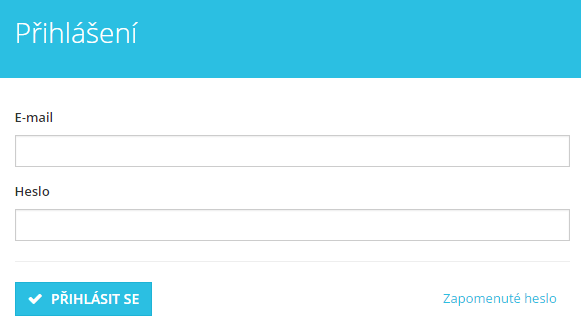 Přihlášení
E-mail
Heslo
PŘIHLÁSIT SE
Zapomenuté heslo